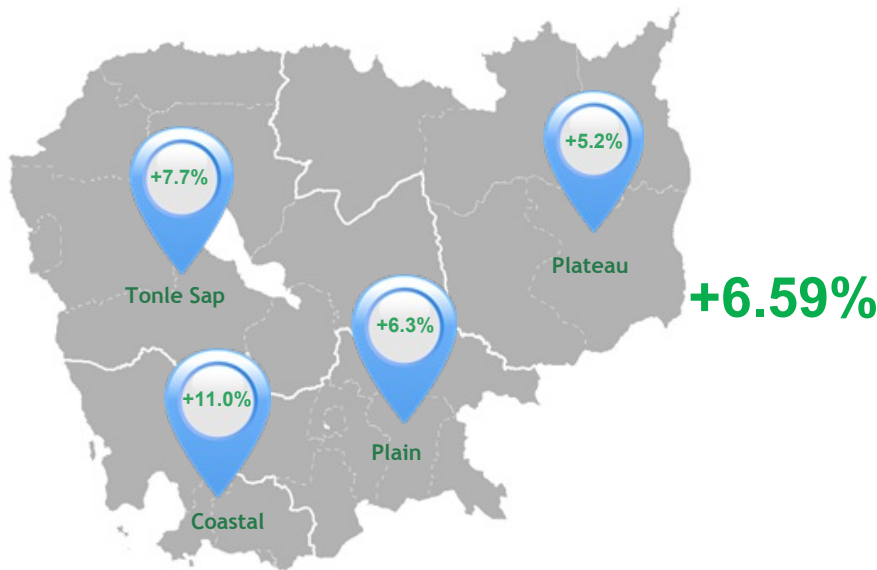 +5.2%
+7.7%
Plateau
Tonle Sap
+6.59%
+6.3%
+11.0%
Plain
Coastal